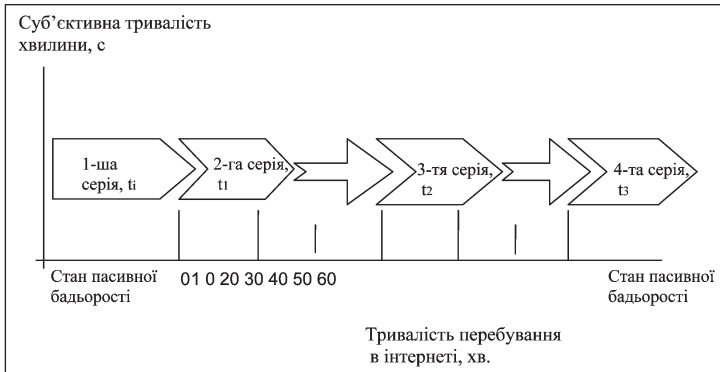 Суб’єктивна тривалість
хвилини, с
1-ша
серія, ti
2-га серія,
t1
3-тя серія,
t2
4-та серія,
t3
Стан пасивної
бадьорості
01 0 20 30 40 50 60
Стан пасивної
бадьорості
Тривалість перебування
в інтернеті, хв.